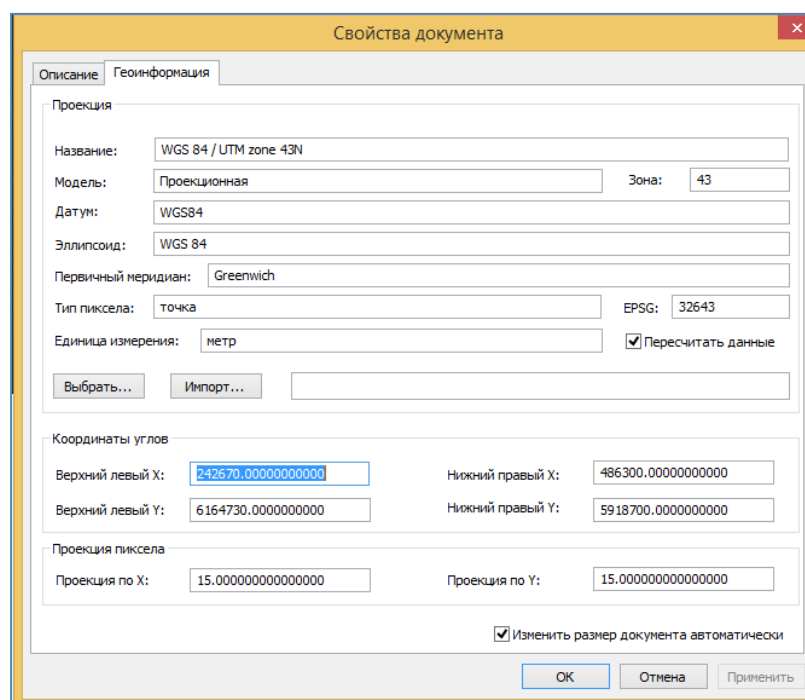 Свойства документа
Описание Геоинформация
Проекция
Название: WGS 84 / UTM zone 43N
Модель: Проекционная Зона: 43
Датум: WGS84
Эллипсоид: WGS 84
Первичный меридиан: Greenwich
Тип пиксела: точка EPSG: 32643
Единица измерения: метр Пересчитать данные
Выбрать... Импорт...
Координаты углов
Верхний левый X: 242670.00000000000 Нижний правый X: 486300.00000000000
Верхний левый Y: 6164730.0000000000 Нижний правый Y: 5918700.0000000000
Проекция пиксела
Проекция по X: 15.000000000000000 Проекция по Y: 15.000000000000000
Изменить размер документа автоматически
ОК Отмена Применить